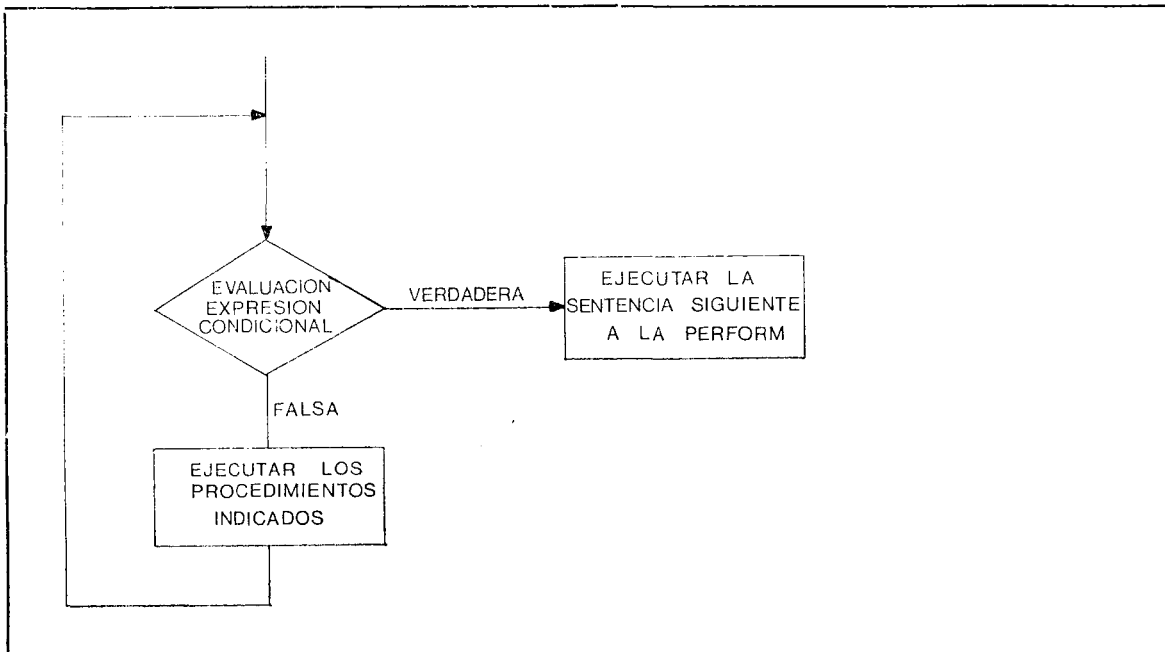 EVALUACION
EXPRESION
CONDICIONAL
VERDADERA
EJECUTAR LA
SENTENCIA SIGUIENTE
A LA PERFORM
FALSA
EJECUTAR LOS
PROCEDIMIENTOS
INDICADOS